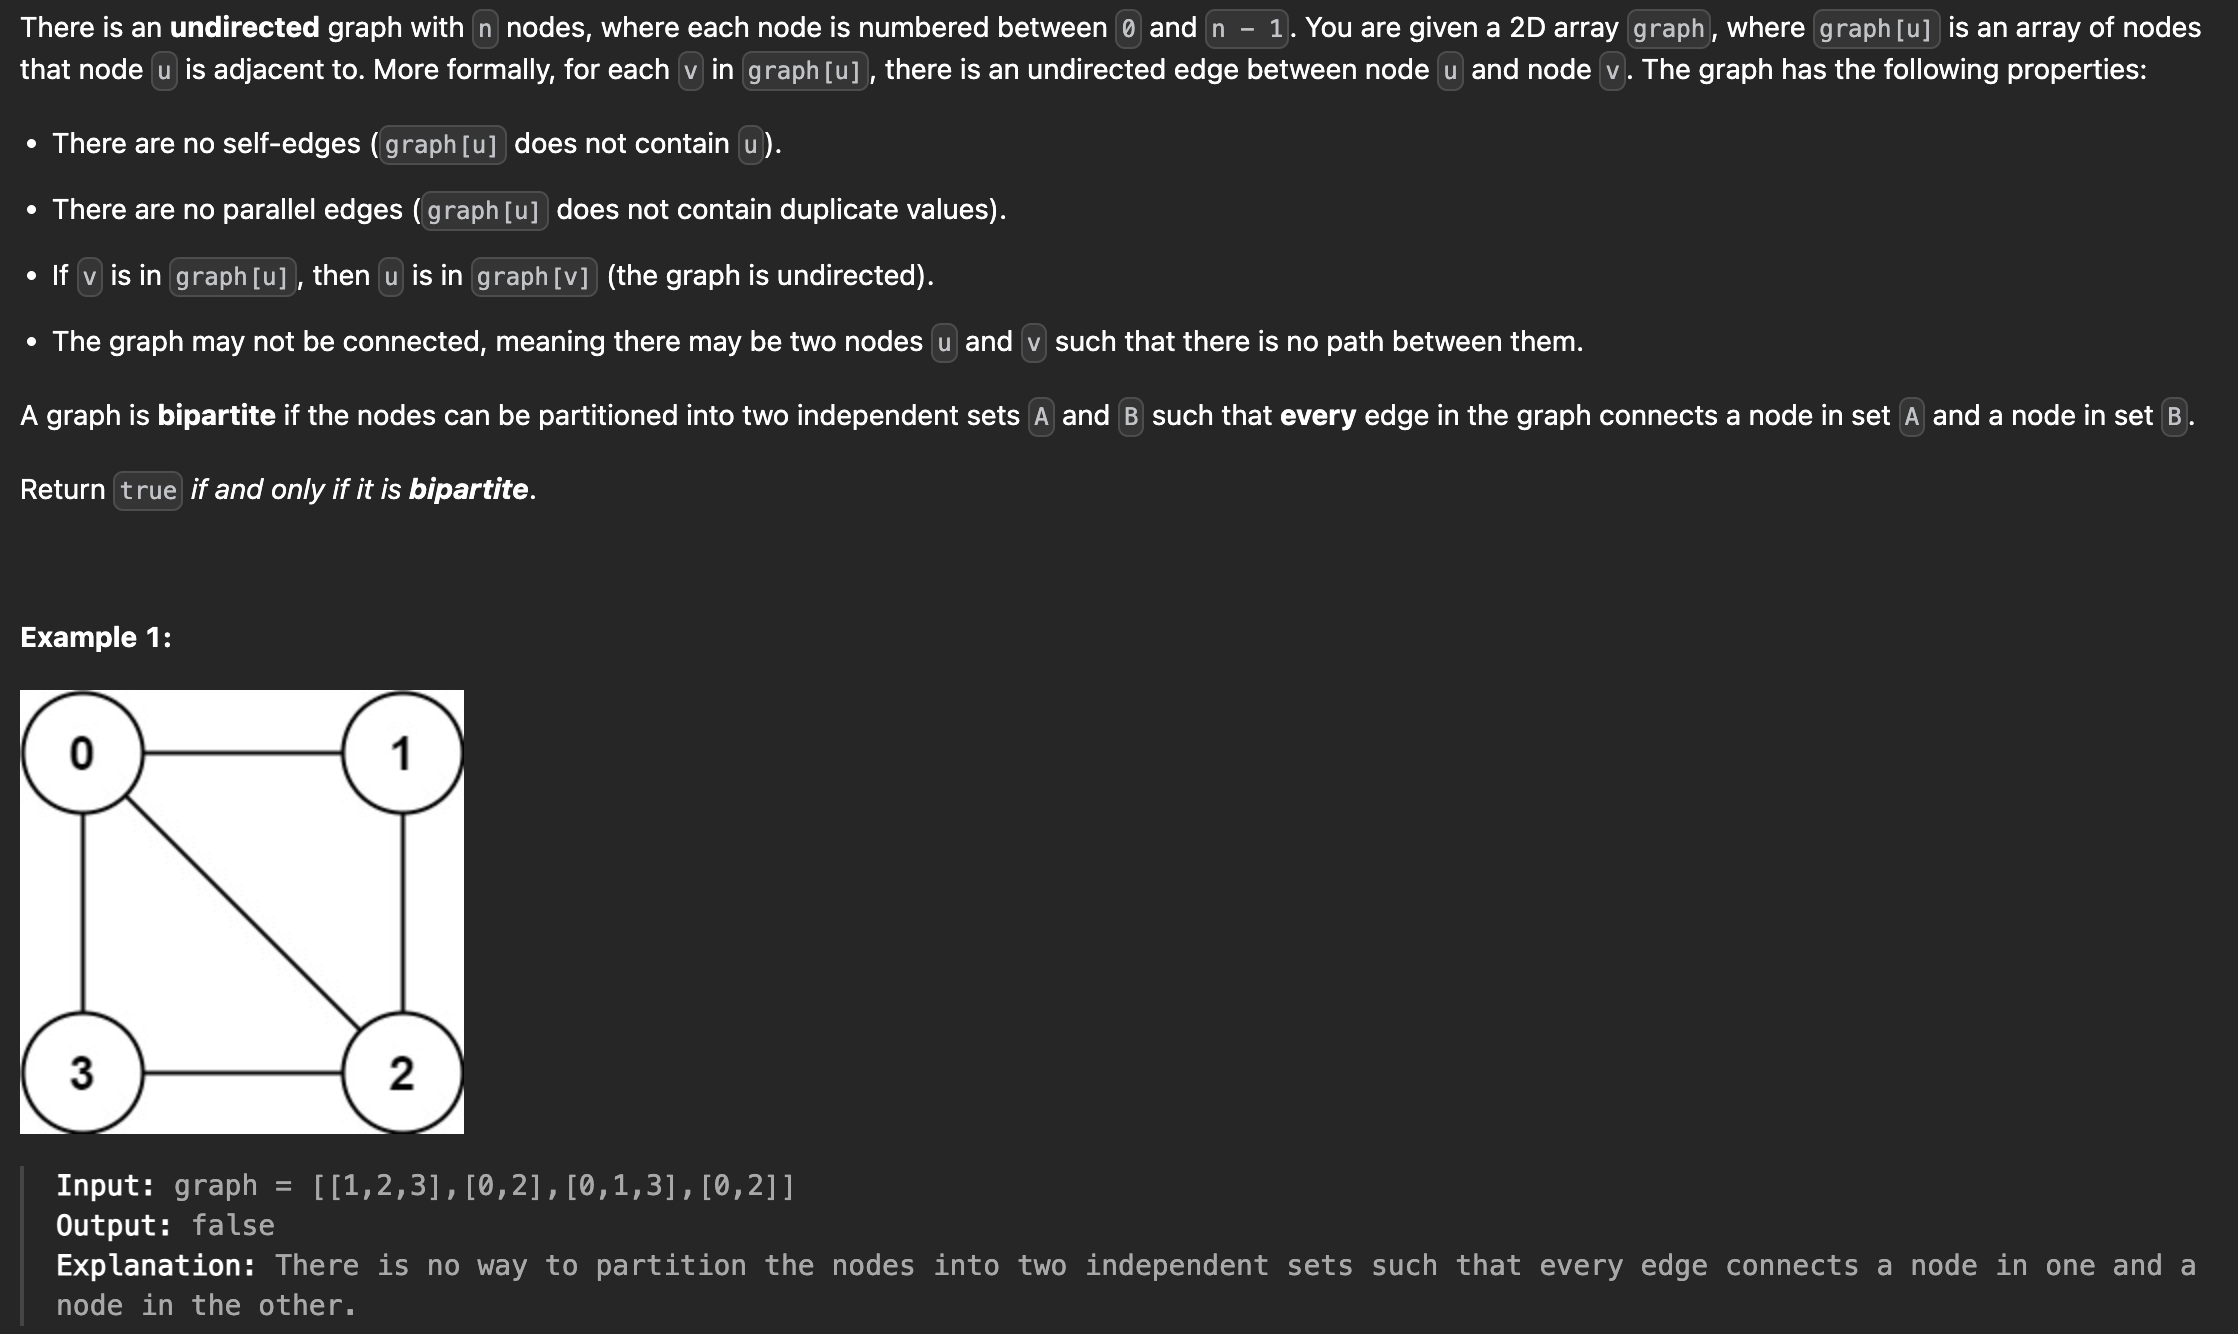 There is an undirected graph with n nodes, where each node is numbered between 0 and n - 1. You are given a 2D array graph, where graph[u] is an array of nodes
that node u is adjacent to. More formally, for each v in graph[u], there is an undirected edge between node u and node v. The graph has the following properties:
• There are no self-edges (graph[u] does not contain u).
• There are no parallel edges (graph[u] does not contain duplicate values).
• If v is in graph[u], then u is in graph[v] (the graph is undirected).
• The graph may not be connected, meaning there may be two nodes u and v such that there is no path between them.
A graph is bipartite if the nodes can be partitioned into two independent sets A and B such that every edge in the graph connects a node in set A and a node in set B.
Return true if and only if it is bipartite.
Example 1:
0 1
3 2
Input: graph = [[1,2,3],[0,2],[0,1,3],[0,2]]
Output: false
Explanation: There is no way to partition the nodes into two independent sets such that every edge connects a node in one and a
node in the other.